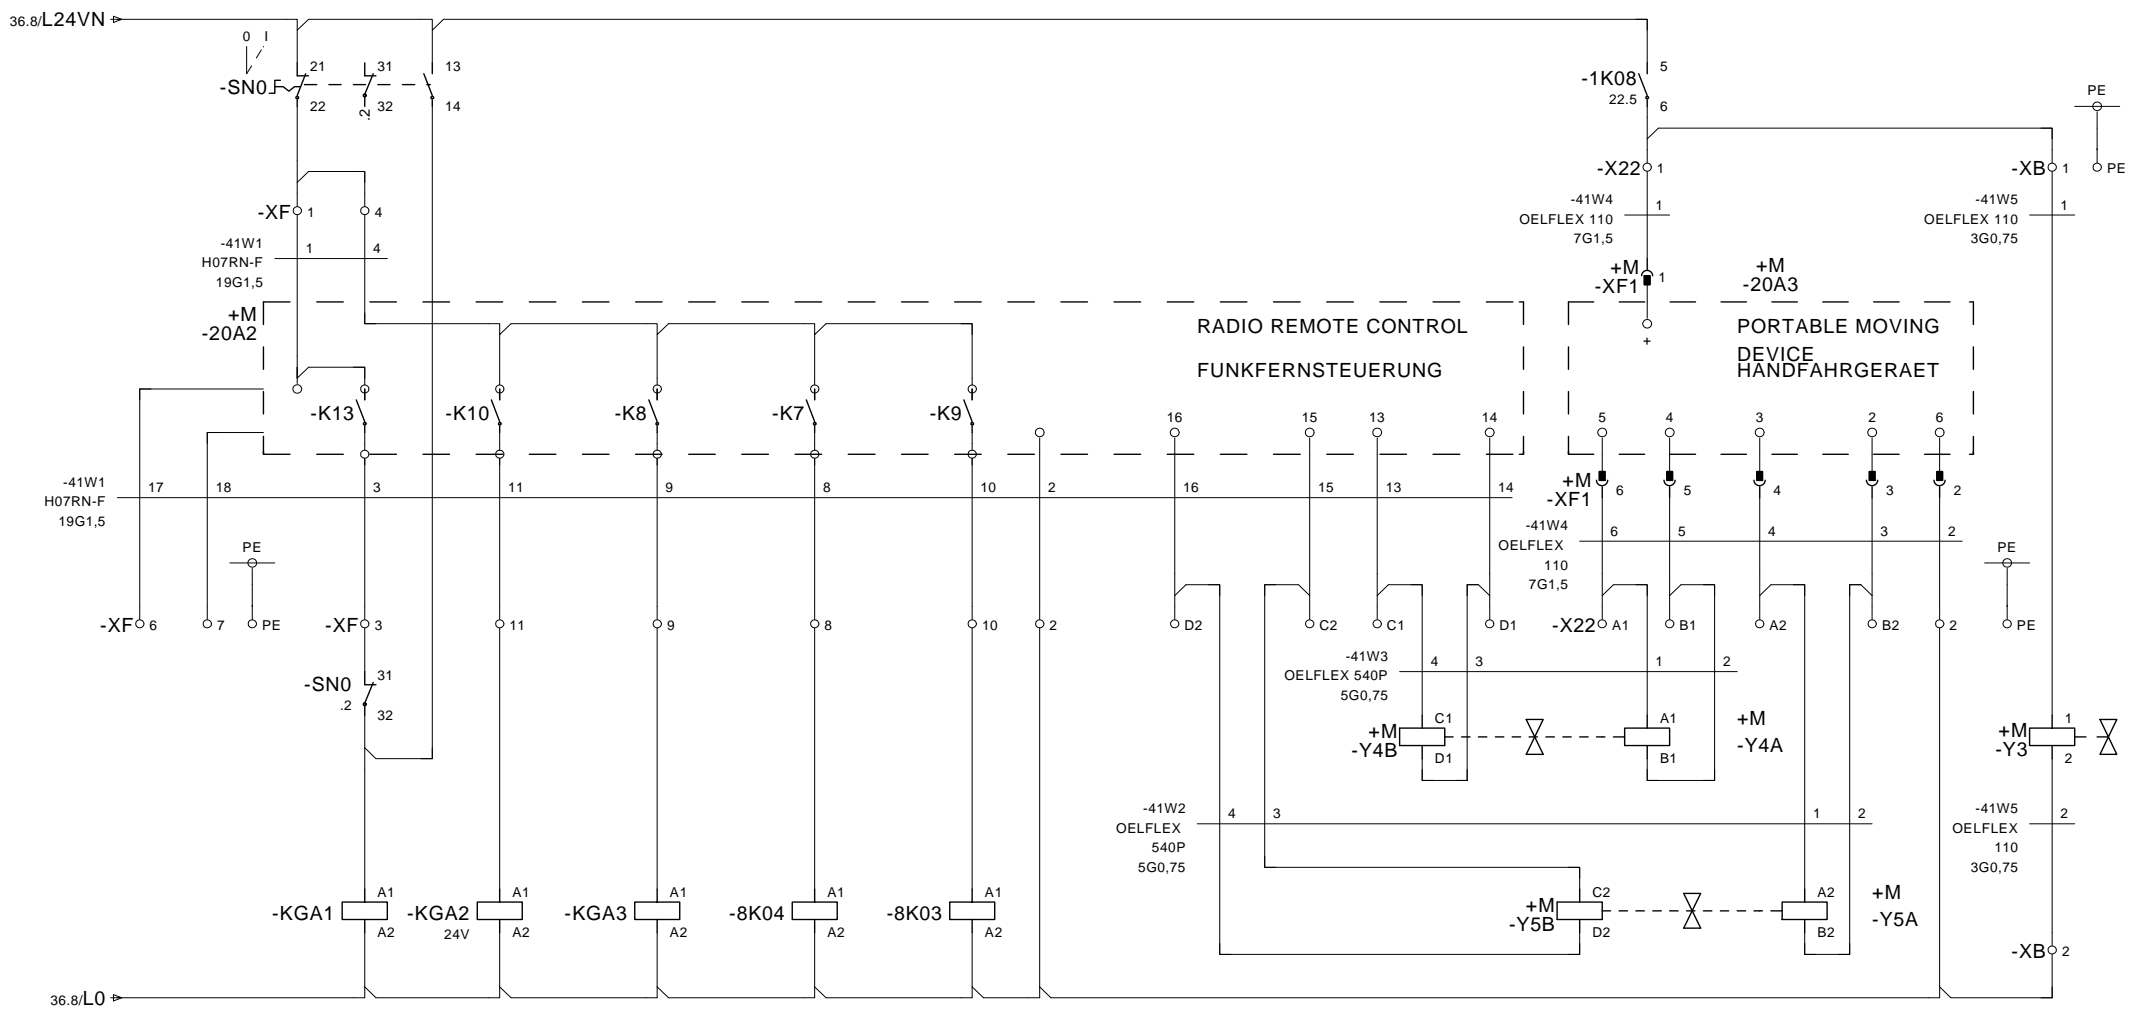 36.8/L24VN
0 I
-SN0
21
22
31
32
.2
13
14
-1K08
22.5
5
6
PE
PE
-X22 1
-XB 1
-XF 1 4
-41W4
OELFLEX 110
7G1,5
1
-41W5
OELFLEX 110
3G0,75
1
-41W1
H07RN-F
19G1,5
1 4
+M
-XF1
1
+M
-20A3
+M
-20A2
RADIO REMOTE CONTROL
FUNKFERNSTEUERUNG
+
PORTABLE MOVING
DEVICE
HANDFAHRGERAET
-K13
-K10
-K8
-K7
-K9
16 15 13 14
5 4 3 2 6
-41W1
H07RN-F
19G1,5
17 18 3 11 9 8 10 2 16 15 13 14
+M
-XF1
6 5 4 3 2
-41W4
OELFLEX
110
7G1,5
6 5 4 3 2
PE
PE
-XF 6 7 PE
-XF 3 11 9 8 10 2 D2 C2 C1 D1
-X22 A1 B1 A2 B2 2 PE
-SN0
.2
31
32
-41W3
OELFLEX 540P
5G0,75
4 3 1 2
+M
-Y4B
C1
D1
A1
B1
+M
-Y4A
+M
-Y3
1
2
-41W2
OELFLEX
540P
5G0,75
4 3 1 2
-41W5
OELFLEX
110
3G0,75
2
-KGA1
A1
A2
-KGA2
24V
A1
A2
-KGA3
A1
A2
-8K04
A1
A2
-8K03
A1
A2
+M
-Y5B
C2
D2
A2
B2
+M
-Y5A
-XB 2
36.8/L0